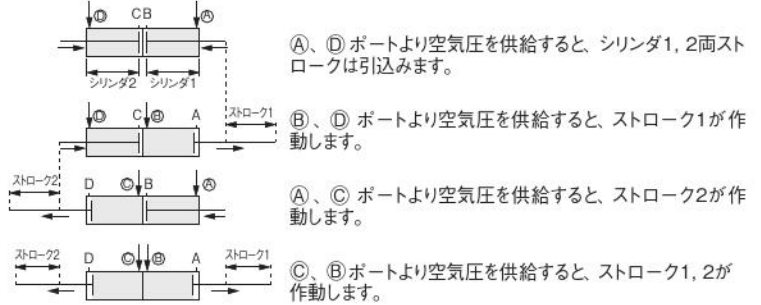 Ⓓ CB Ⓐ
シリンダ2 シリンダ1
Ⓐ、Ⓓ ポートより空気圧を供給すると、シリンダ1, 2両スト
ロークは引込みます。
Ⓓ C Ⓑ A ストローク1
Ⓑ、Ⓓ ポートより空気圧を供給すると、ストローク1が作
動します。
ストローク2 D Ⓒ B Ⓐ
Ⓐ、Ⓒ ポートより空気圧を供給すると、ストローク2が作
動します。
ストローク2 D Ⓒ Ⓑ A ストローク1
Ⓒ、Ⓑ ポートより空気圧を供給すると、ストローク1, 2が
作動します。